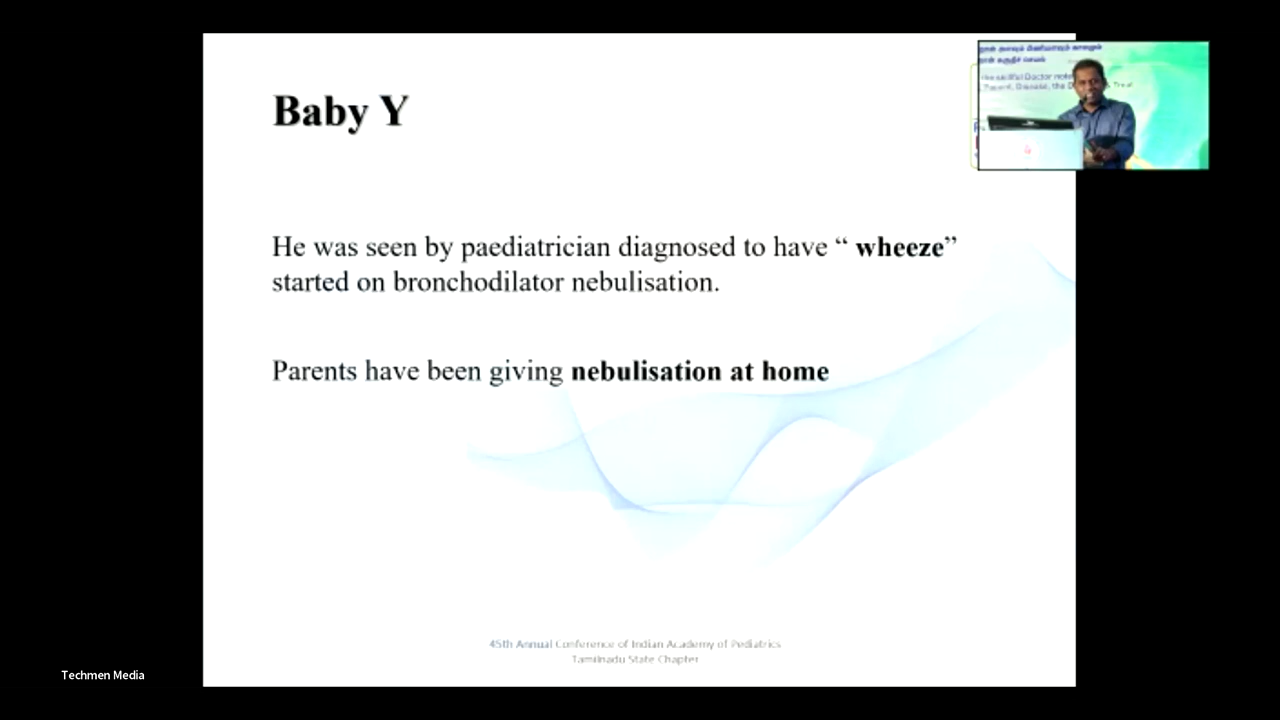 Baby Y
He was seen by paediatrician diagnosed to have “ wheeze”
started on bronchodilator nebulisation.
Parents have been giving nebulisation at home
45th Annual Conference of Indian Academy of Pediatrics
Tamilnadu State Chapter
Techmen Media